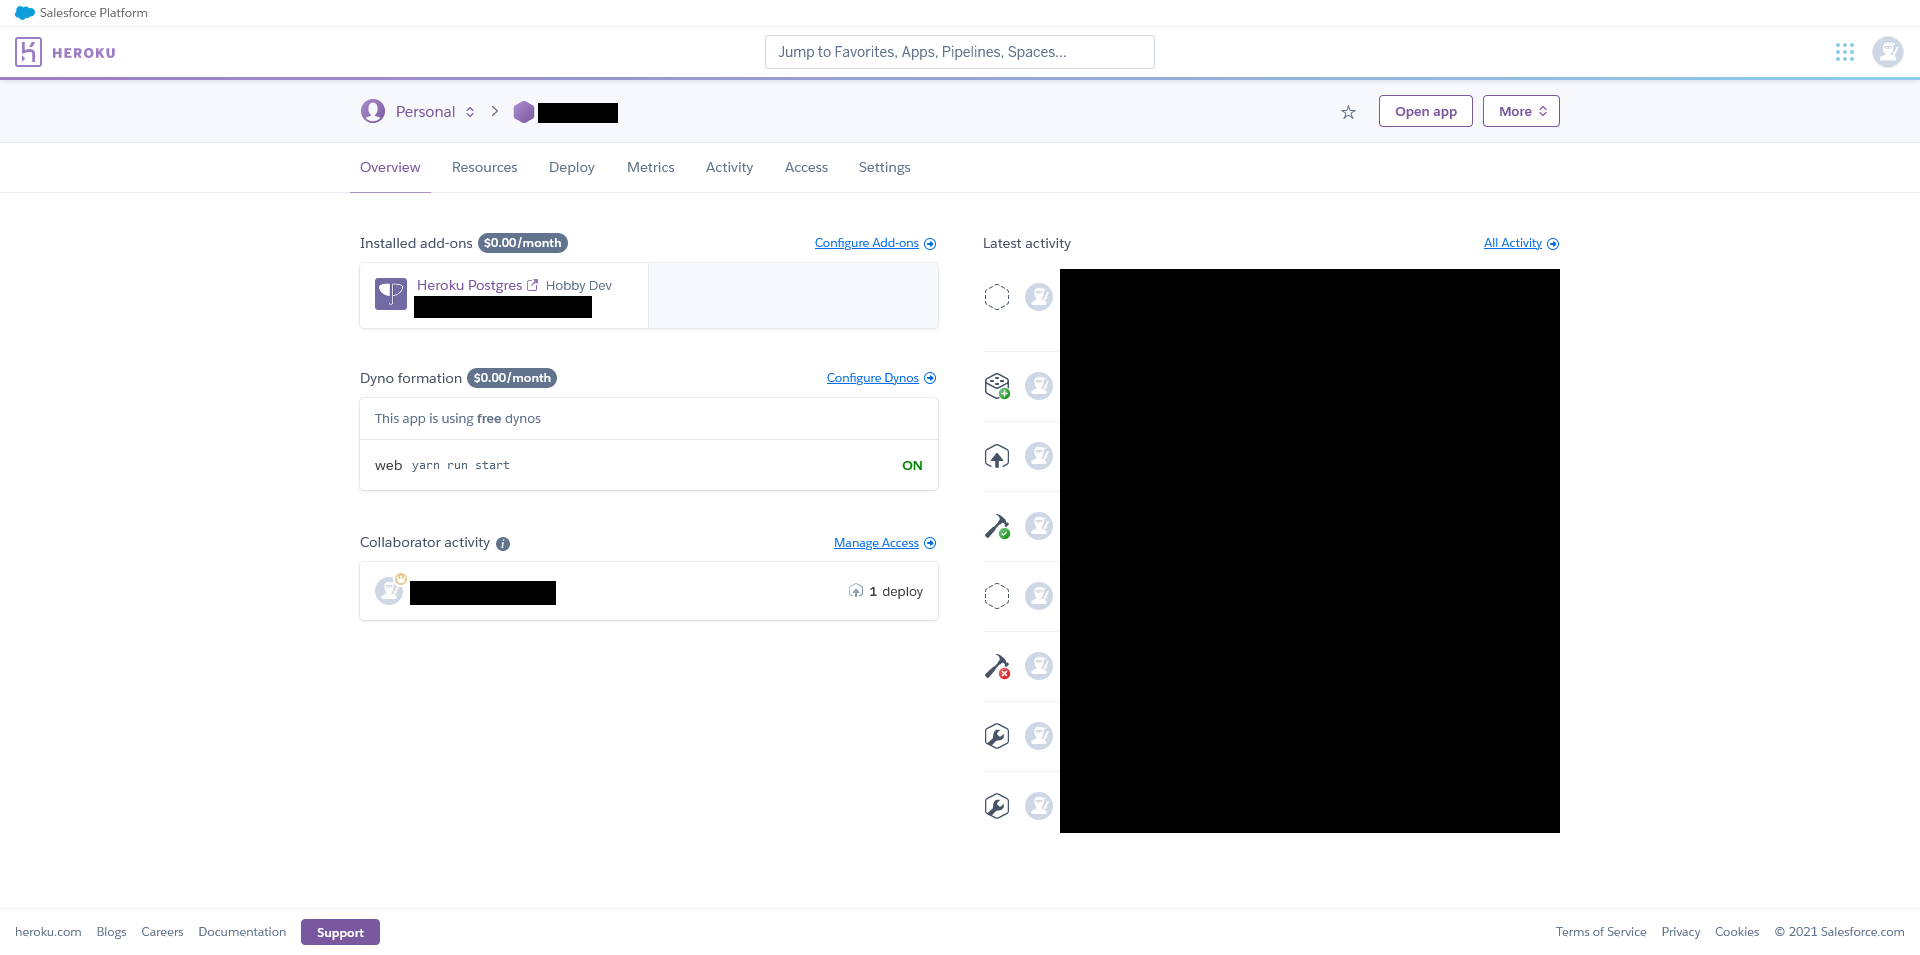 Salesforce Platform
HEROKU
Jump to Favorites, Apps, Pipelines, Spaces...
Personal
Open app
More
Overview
Resources
Deploy
Metrics
Activity
Access
Settings
Installed add-ons $0.00/month
Configure Add-ons
Heroku Postgres Hobby Dev
Dyno formation $0.00/month
Configure Dynos
This app is using free dynos
web yarn run start
ON
Collaborator activity i
Manage Access
1 deploy
Latest activity
All Activity
heroku.com
Blogs
Careers
Documentation
Support
Terms of Service
Privacy
Cookies
© 2021 Salesforce.com